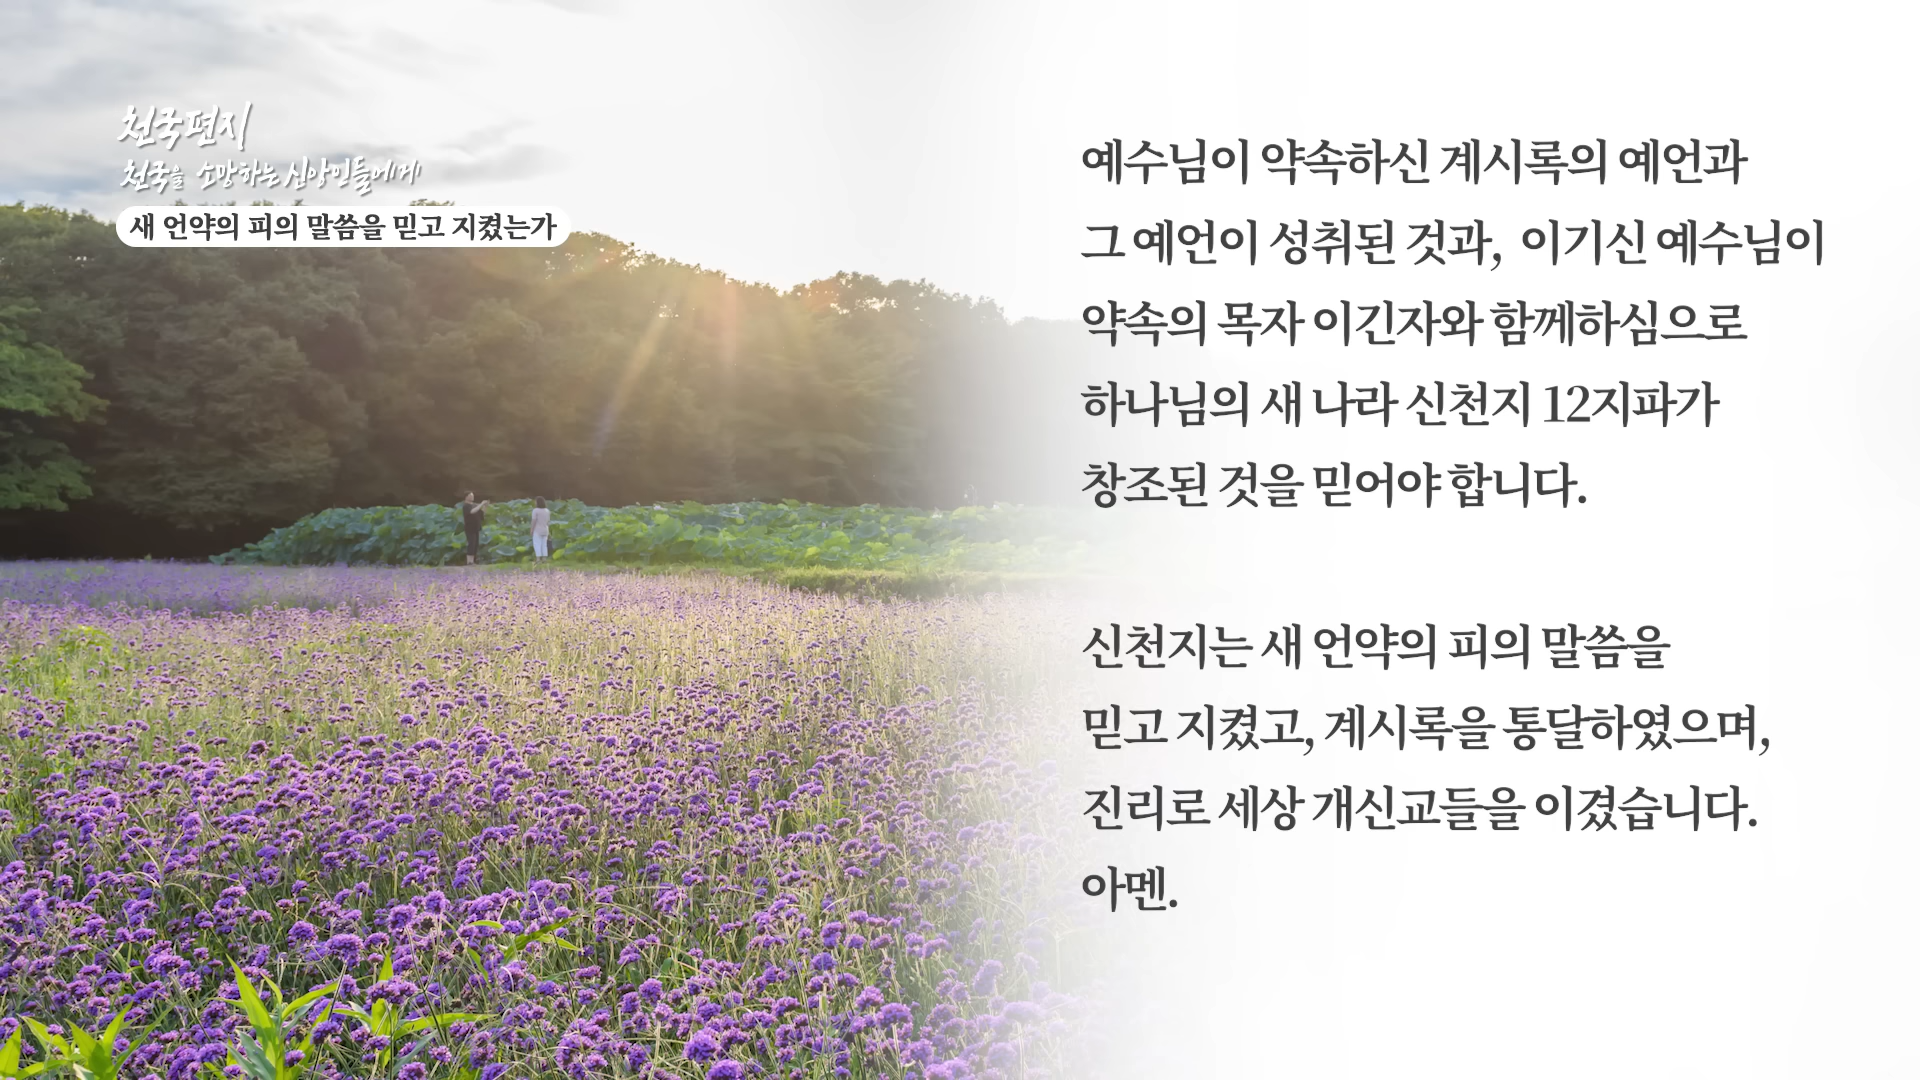 천국편지
천국을 소망하는 신앙인들에게
새 언약의 피의 말씀을 믿고 지켰는가
예수님이 약속하신 계시록의 예언과
그 예언이 성취된 것과, 이기신 예수님이
약속의 목자 이긴자와 함께하심으로
하나님의 새 나라 신천지 12지파가
창조된 것을 믿어야 합니다.
신천지는 새 언약의 피의 말씀을
믿고 지켰고, 계시록을 통달하였으며,
진리로 세상 개신교들을 이겼습니다.
아멘.